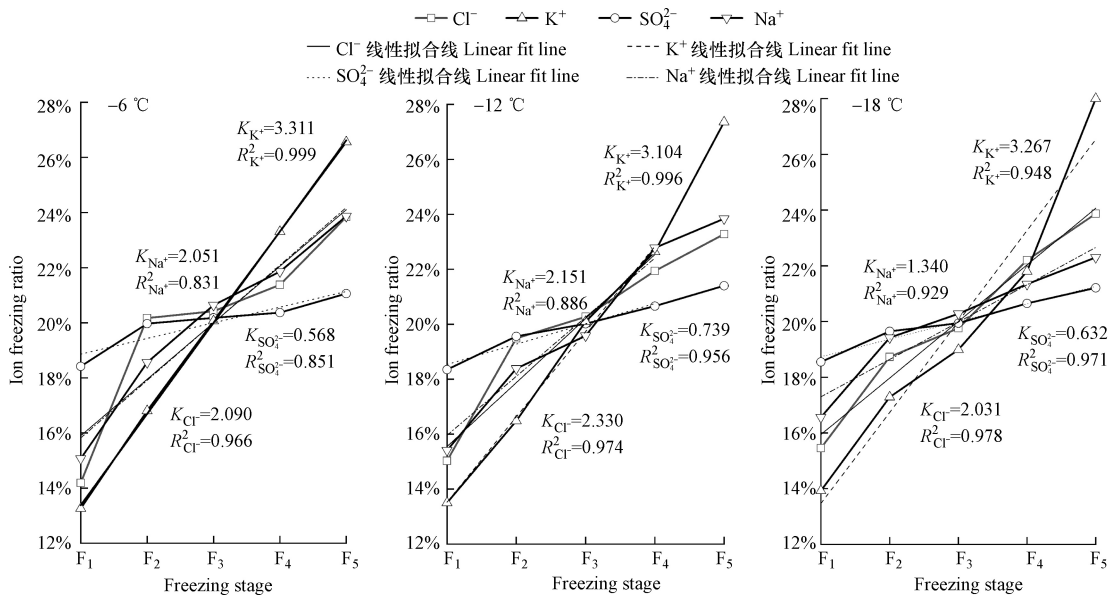 Cl⁻ K⁺ SO₄²⁻ Na⁺
Cl⁻ 线性拟合线 Linear fit line K⁺ 线性拟合线 Linear fit line
SO₄²⁻ 线性拟合线 Linear fit line Na⁺ 线性拟合线 Linear fit line
Ion freezing ratio
28%
26%
24%
22%
20%
18%
16%
14%
12%
−6 ℃
K_K⁺=3.311
R²_K⁺=0.999
K_Na⁺=2.051
R²_Na⁺=0.831
K_SO₄²⁻=0.568
R²_SO₄²⁻=0.851
K_Cl⁻=2.090
R²_Cl⁻=0.966
F₁ F₂ F₃ F₄ F₅
Freezing stage
Ion freezing ratio
28%
26%
24%
22%
20%
18%
16%
14%
12%
−12 ℃
K_K⁺=3.104
R²_K⁺=0.996
K_Na⁺=2.151
R²_Na⁺=0.886
K_SO₄²⁻=0.739
R²_SO₄²⁻=0.956
K_Cl⁻=2.330
R²_Cl⁻=0.974
F₁ F₂ F₃ F₄ F₅
Freezing stage
Ion freezing ratio
28%
26%
24%
22%
20%
18%
16%
14%
12%
−18 ℃
K_K⁺=3.267
R²_K⁺=0.948
K_Na⁺=1.340
R²_Na⁺=0.929
K_SO₄²⁻=0.632
R²_SO₄²⁻=0.971
K_Cl⁻=2.031
R²_Cl⁻=0.978
F₁ F₂ F₃ F₄ F₅
Freezing stage